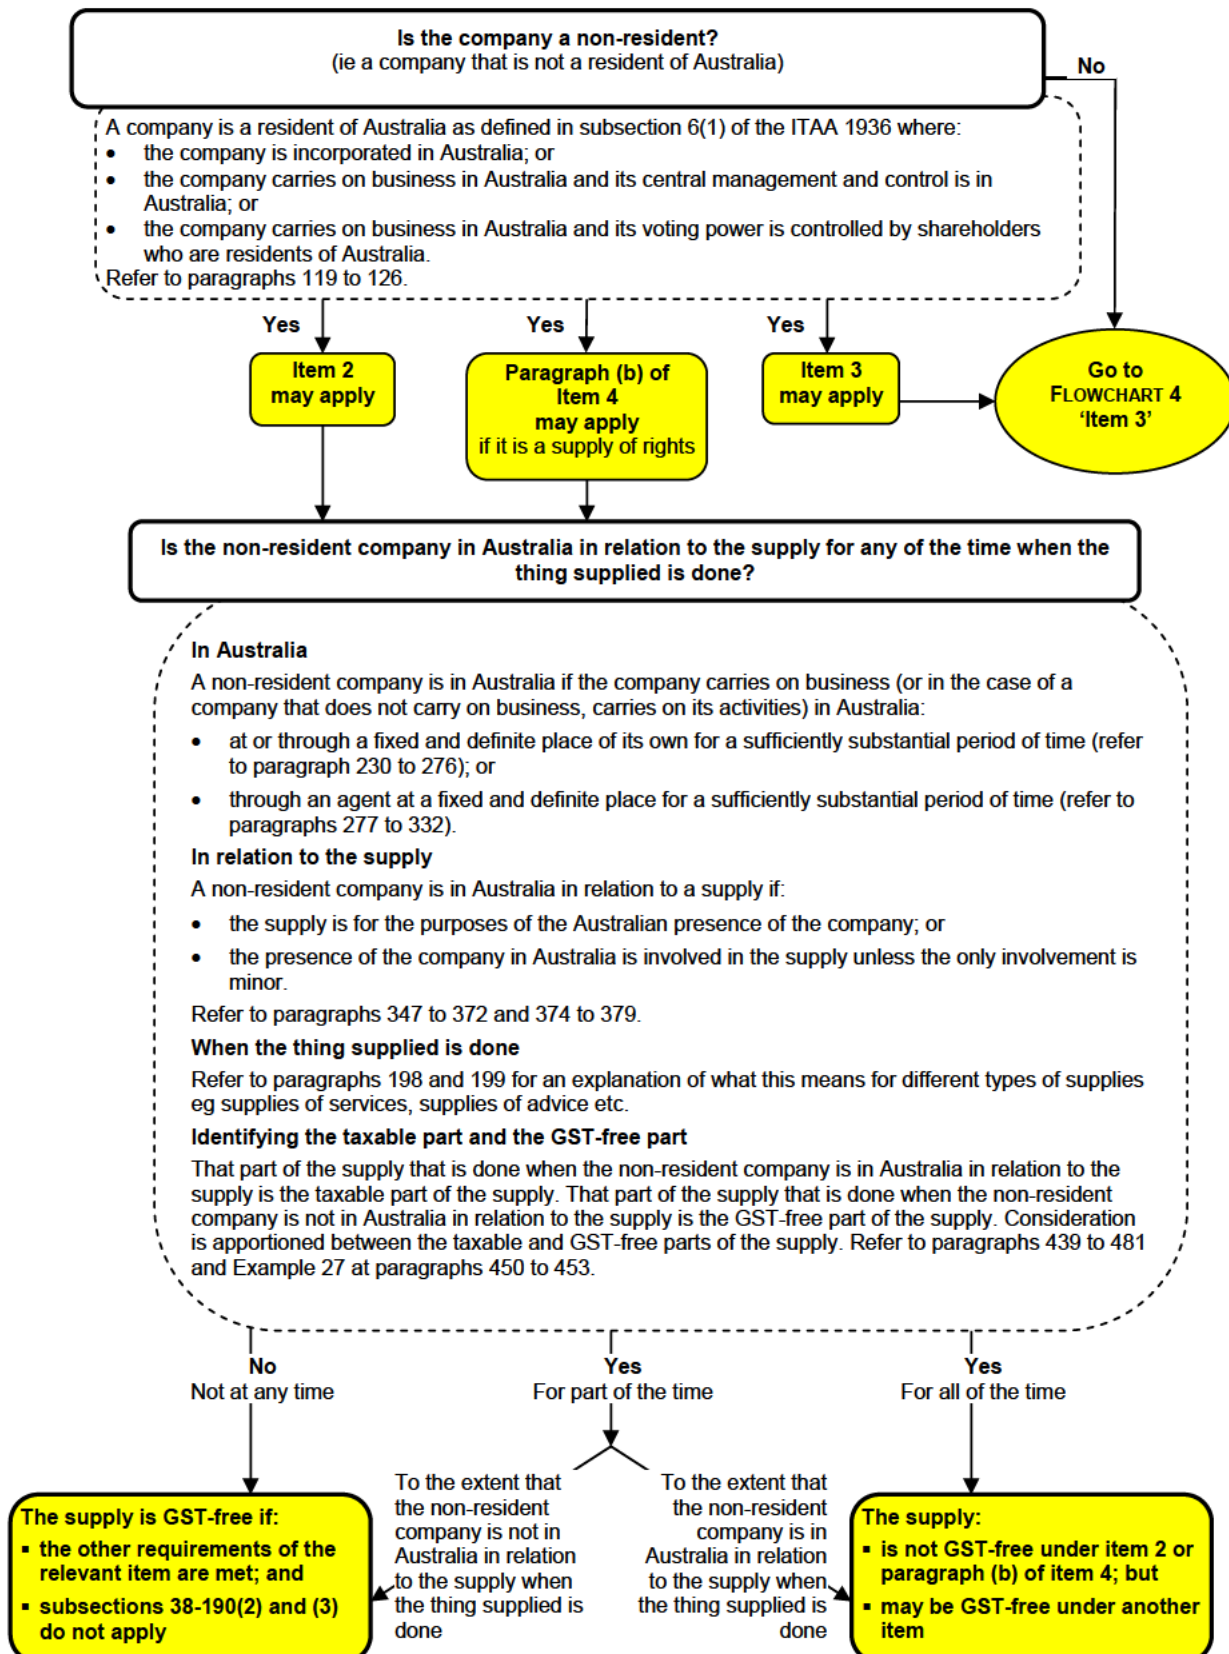 Is the company a non-resident?
(ie a company that is not a resident of Australia)
No
A company is a resident of Australia as defined in subsection 6(1) of the ITAA 1936 where:
• the company is incorporated in Australia; or
• the company carries on business in Australia and its central management and control is in
Australia; or
• the company carries on business in Australia and its voting power is controlled by shareholders
who are residents of Australia.
Refer to paragraphs 119 to 126.
Yes
Yes
Yes
Item 2
may apply
Paragraph (b) of
Item 4
may apply
if it is a supply of rights
Item 3
may apply
Go to
FLOWCHART 4
‘Item 3’
Is the non-resident company in Australia in relation to the supply for any of the time when the
thing supplied is done?
In Australia
A non-resident company is in Australia if the company carries on business (or in the case of a
company that does not carry on business, carries on its activities) in Australia:
• at or through a fixed and definite place of its own for a sufficiently substantial period of time (refer
to paragraph 230 to 276); or
• through an agent at a fixed and definite place for a sufficiently substantial period of time (refer to
paragraphs 277 to 332).
In relation to the supply
A non-resident company is in Australia in relation to a supply if:
• the supply is for the purposes of the Australian presence of the company; or
• the presence of the company in Australia is involved in the supply unless the only involvement is
minor.
Refer to paragraphs 347 to 372 and 374 to 379.
When the thing supplied is done
Refer to paragraphs 198 and 199 for an explanation of what this means for different types of supplies
eg supplies of services, supplies of advice etc.
Identifying the taxable part and the GST-free part
That part of the supply that is done when the non-resident company is in Australia in relation to the
supply is the taxable part of the supply. That part of the supply that is done when the non-resident
company is not in Australia in relation to the supply is the GST-free part of the supply. Consideration
is apportioned between the taxable and GST-free parts of the supply. Refer to paragraphs 439 to 481
and Example 27 at paragraphs 450 to 453.
No
Not at any time
Yes
For part of the time
Yes
For all of the time
The supply is GST-free if:
▪ the other requirements of the
relevant item are met; and
▪ subsections 38-190(2) and (3)
do not apply
To the extent that
the non-resident
company is not in
Australia in relation
to the supply when
the thing supplied is
done
To the extent that
the non-resident
company is in
Australia in relation
to the supply when
the thing supplied is
done
The supply:
▪ is not GST-free under item 2 or
paragraph (b) of item 4; but
▪ may be GST-free under another
item